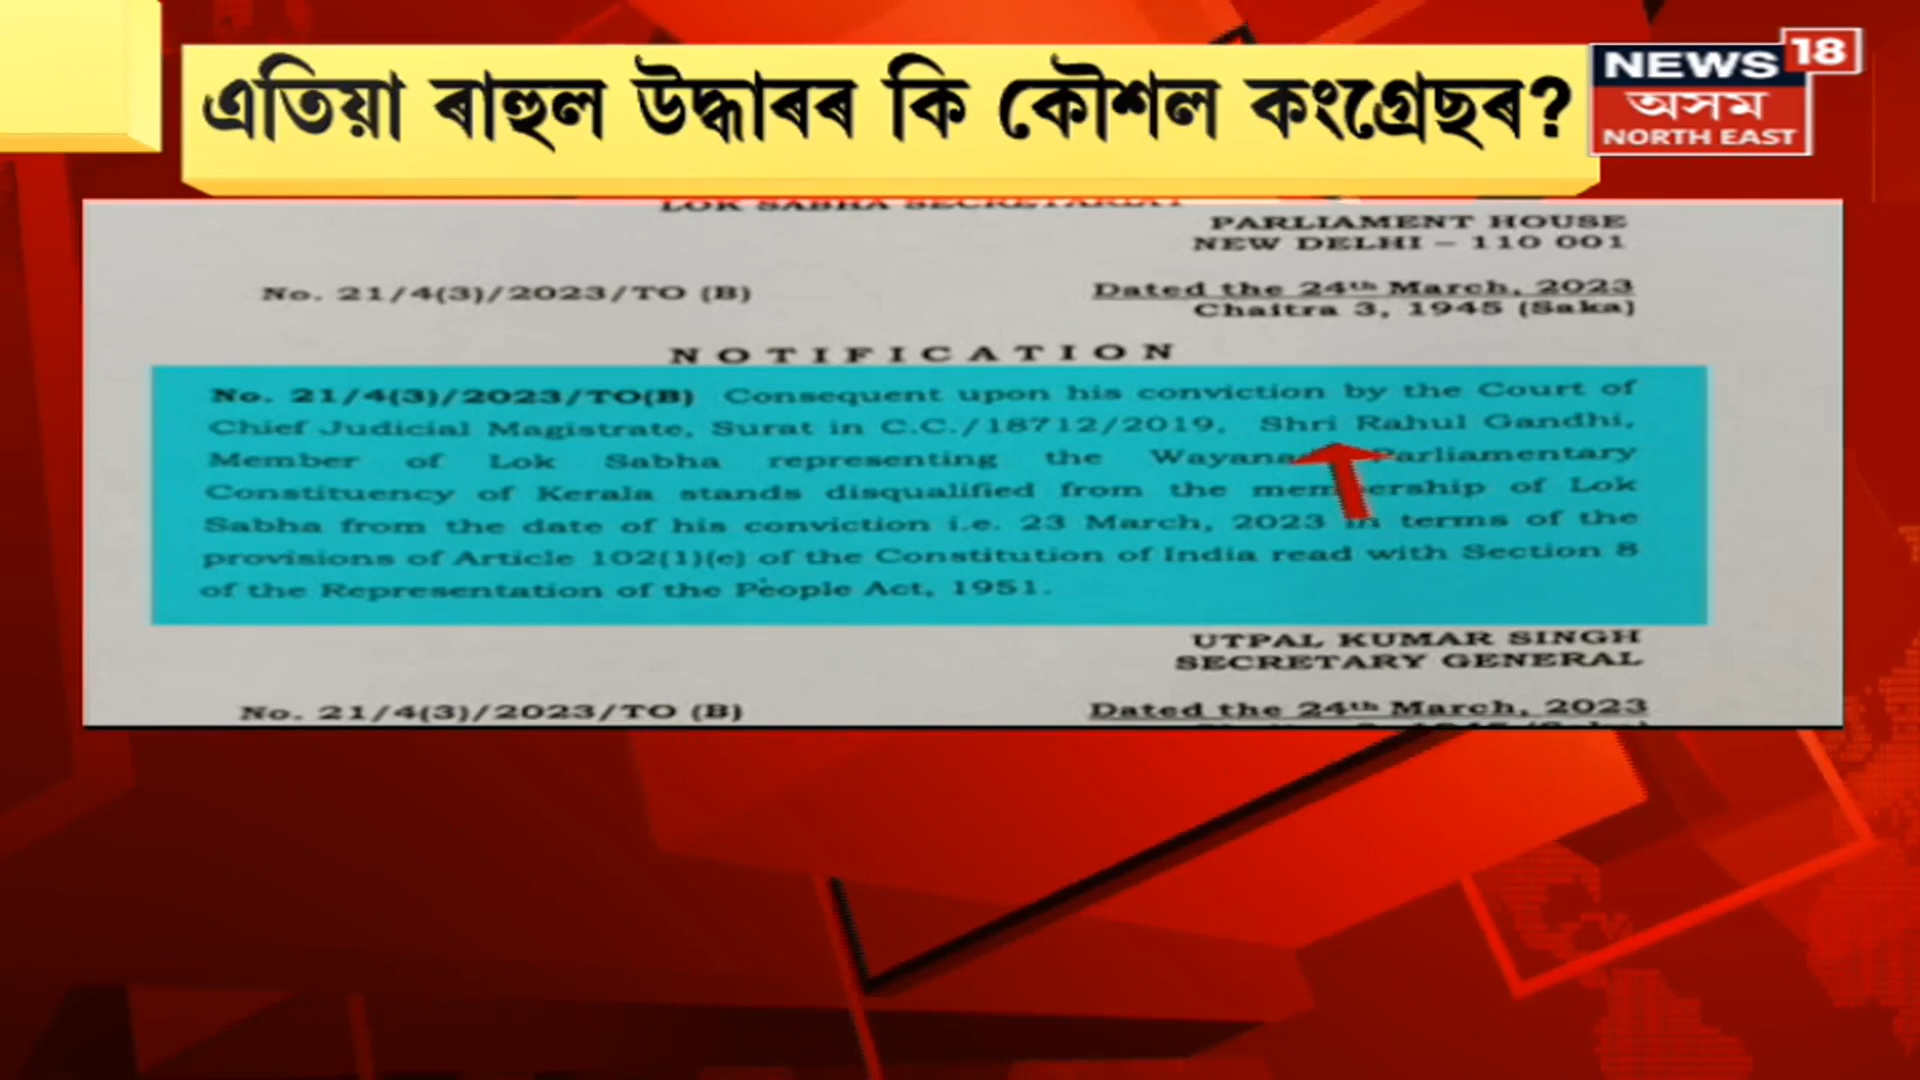 এতিয়া ৰাহুল উদ্ধাৰৰ কি কৌশল কংগ্ৰেছৰ?
NEWS 18
অসম
NORTH EAST
LOK SABHA SECRETARIAT
PARLIAMENT HOUSE
NEW DELHI – 110 001
No. 21/4(3)/2023/TO (B)
Dated the 24th March, 2023
Chaitra 3, 1945 (Saka)
NOTIFICATION
No. 21/4(3)/2023/TO(B) Consequent upon his conviction by the Court of
Chief Judicial Magistrate, Surat in C.C./18712/2019, Shri Rahul Gandhi,
Member of Lok Sabha representing the Wayanad Parliamentary
Constituency of Kerala stands disqualified from the membership of Lok
Sabha from the date of his conviction i.e. 23 March, 2023 in terms of the
provisions of Article 102(1)(e) of the Constitution of India read with Section 8
of the Representation of the People Act, 1951.
UTPAL KUMAR SINGH
SECRETARY GENERAL
No. 21/4(3)/2023/TO (B)
Dated the 24th March, 2023